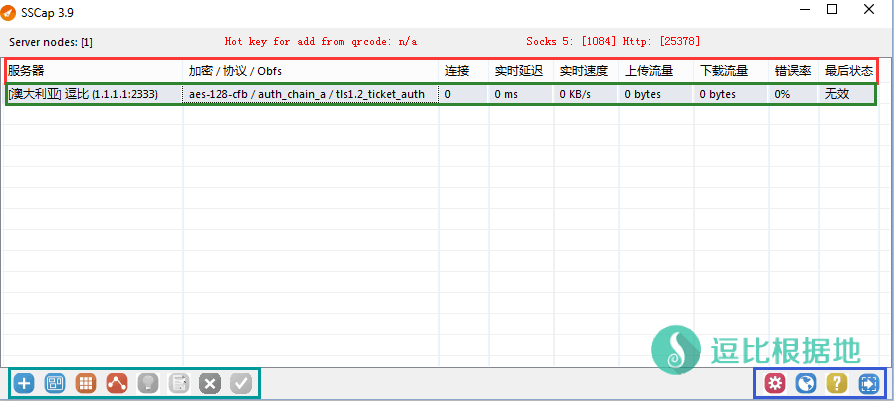 SSCap 3.9
Server nodes: [1] Hot key for add from qrcode: n/a Socks 5: [1084] Http: [25378]
服务器 加密 / 协议 / Obfs 连接 实时延迟 实时速度 上传流量 下载流量 错误率 最后状态
[澳大利亚] 逗比 (1.1.1.1:2333) aes-128-cfb / auth_chain_a / tls1.2_ticket_auth 0 0 ms 0 KB/s 0 bytes 0 bytes 0% 无效
逗比根据地